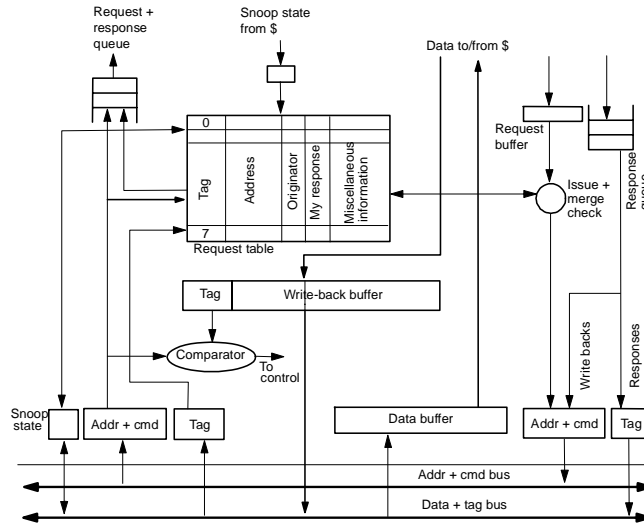 Request +
response
queue
Snoop state
from $
Data to/from $
0
Tag
Address
Originator
My response
Miscellaneous
information
7
Request table
Request
buffer
Issue +
merge
check
Response
queue
Tag
Write-back buffer
Comparator
To
control
Write backs
Responses
Snoop
state
Addr + cmd
Tag
Data buffer
Addr + cmd
Tag
Addr + cmd bus
Data + tag bus